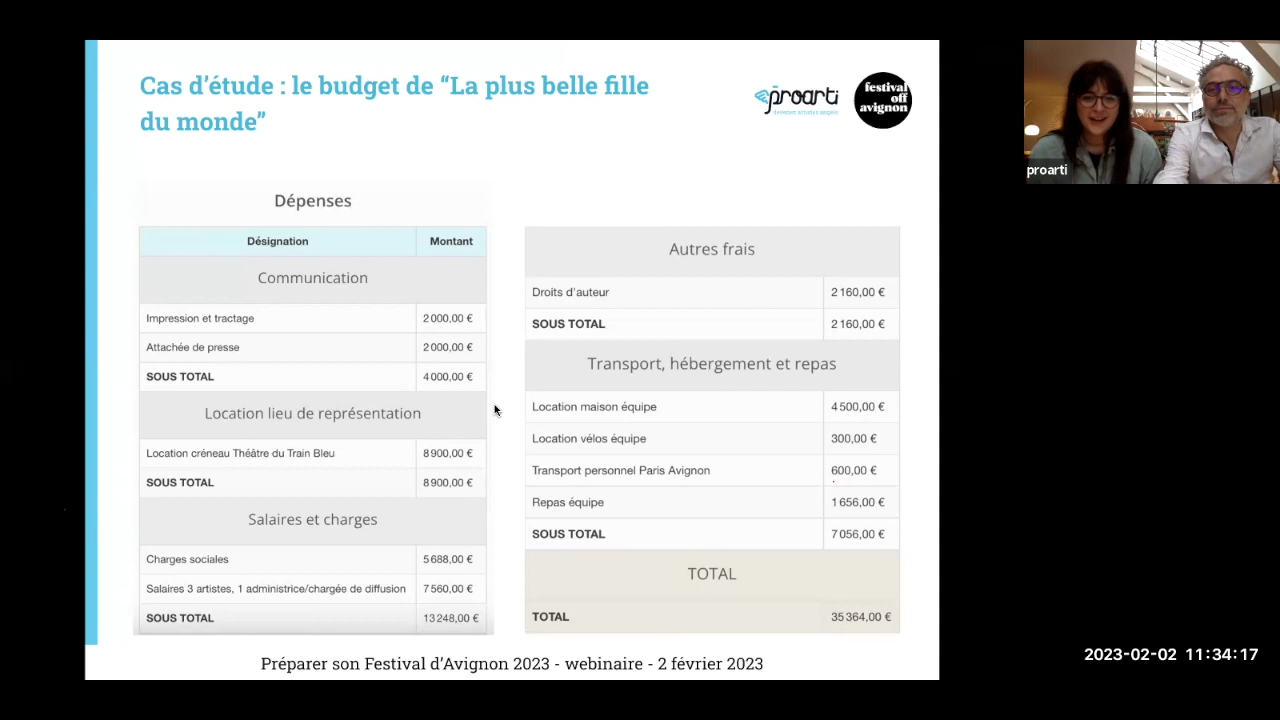 Cas d'étude : le budget de “La plus belle fille
du monde”
proarti
festival
off
avignon
proarti
Dépenses
Désignation Montant
Communication
Impression et tractage 2 000,00 €
Attachée de presse 2 000,00 €
SOUS TOTAL 4 000,00 €
Location lieu de représentation
Location créneau Théâtre du Train Bleu 8 900,00 €
SOUS TOTAL 8 900,00 €
Salaires et charges
Charges sociales 5 688,00 €
Salaires 3 artistes, 1 administrice/chargée de diffusion 7 560,00 €
SOUS TOTAL 13 248,00 €
Autres frais
Droits d'auteur 2 160,00 €
SOUS TOTAL 2 160,00 €
Transport, hébergement et repas
Location maison équipe 4 500,00 €
Location vélos équipe 300,00 €
Transport personnel Paris Avignon 600,00 €
Repas équipe 1 656,00 €
SOUS TOTAL 7 056,00 €
TOTAL
TOTAL 35 364,00 €
Préparer son Festival d'Avignon 2023 - webinaire - 2 février 2023
2023-02-02 11:34:17